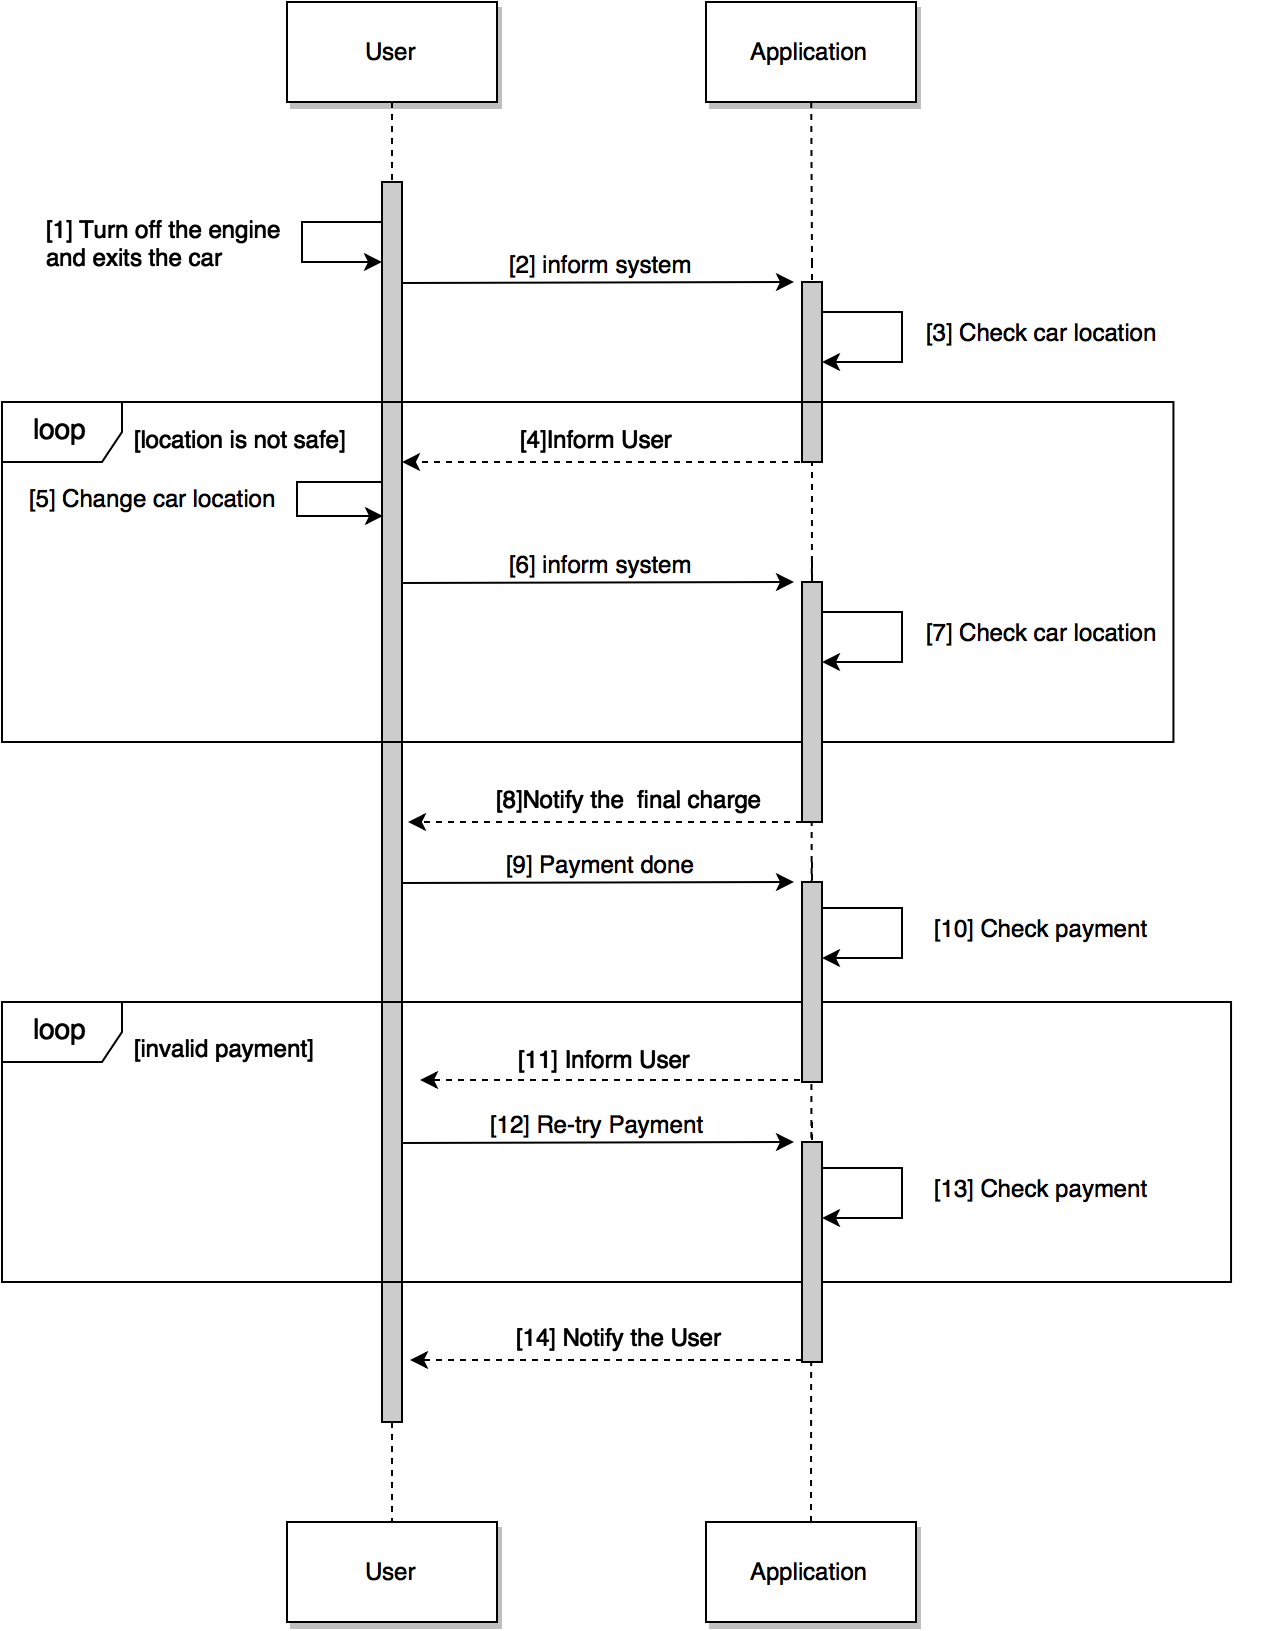 User
Application
[1] Turn off the engine
and exits the car
[2] inform system
[3] Check car location
loop
[location is not safe]
[4]Inform User
[5] Change car location
[6] inform system
[7] Check car location
[8]Notify the  final charge
[9] Payment done
[10] Check payment
loop
[invalid payment]
[11] Inform User
[12] Re-try Payment
[13] Check payment
[14] Notify the User
User
Application